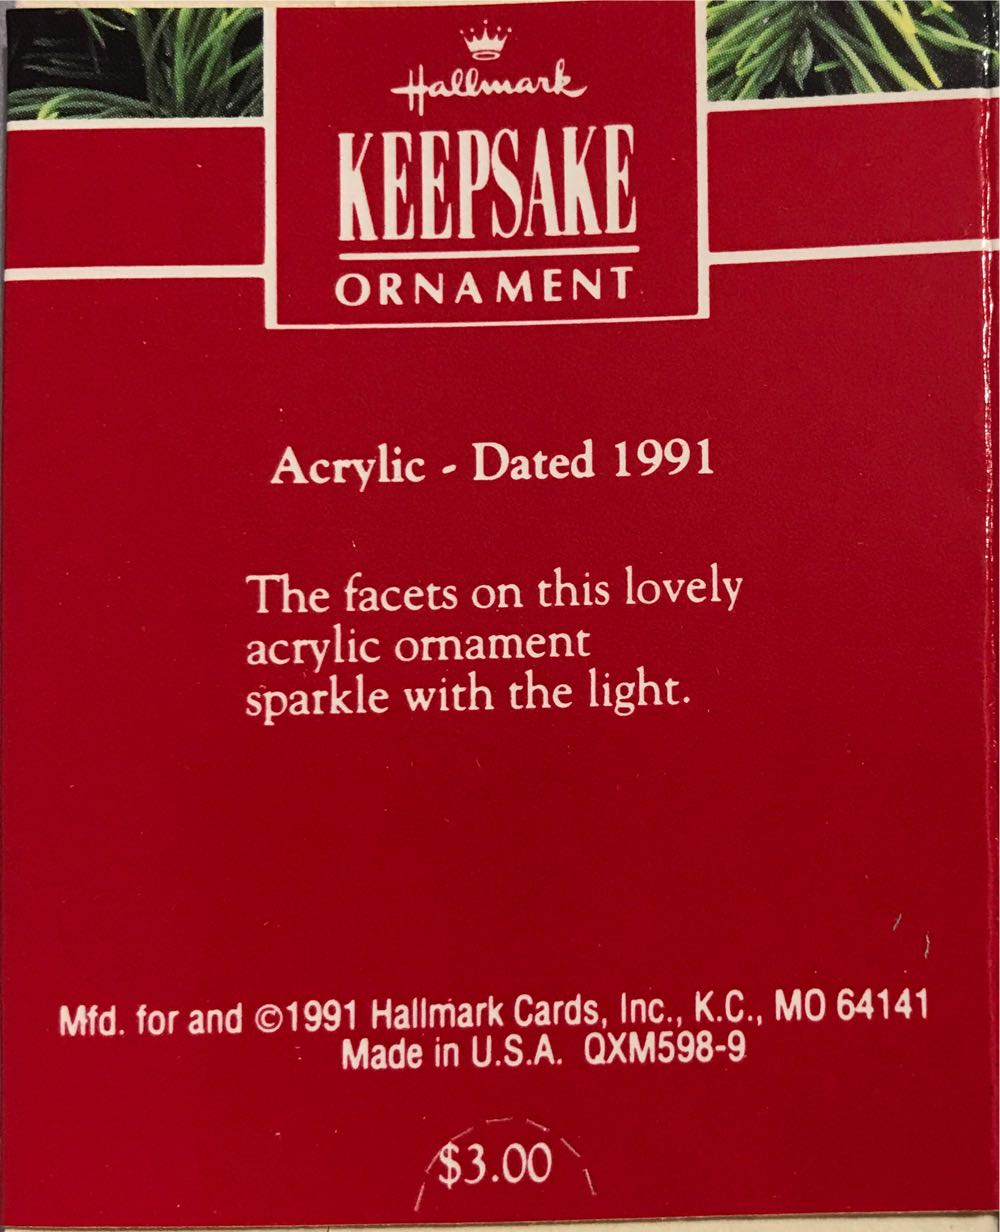 Hallmark
KEEPSAKE
ORNAMENT
Acrylic - Dated 1991
The facets on this lovely
acrylic ornament
sparkle with the light.
Mfd. for and ©1991 Hallmark Cards, Inc., K.C., MO 64141
Made in U.S.A. QXM598-9
$3.00